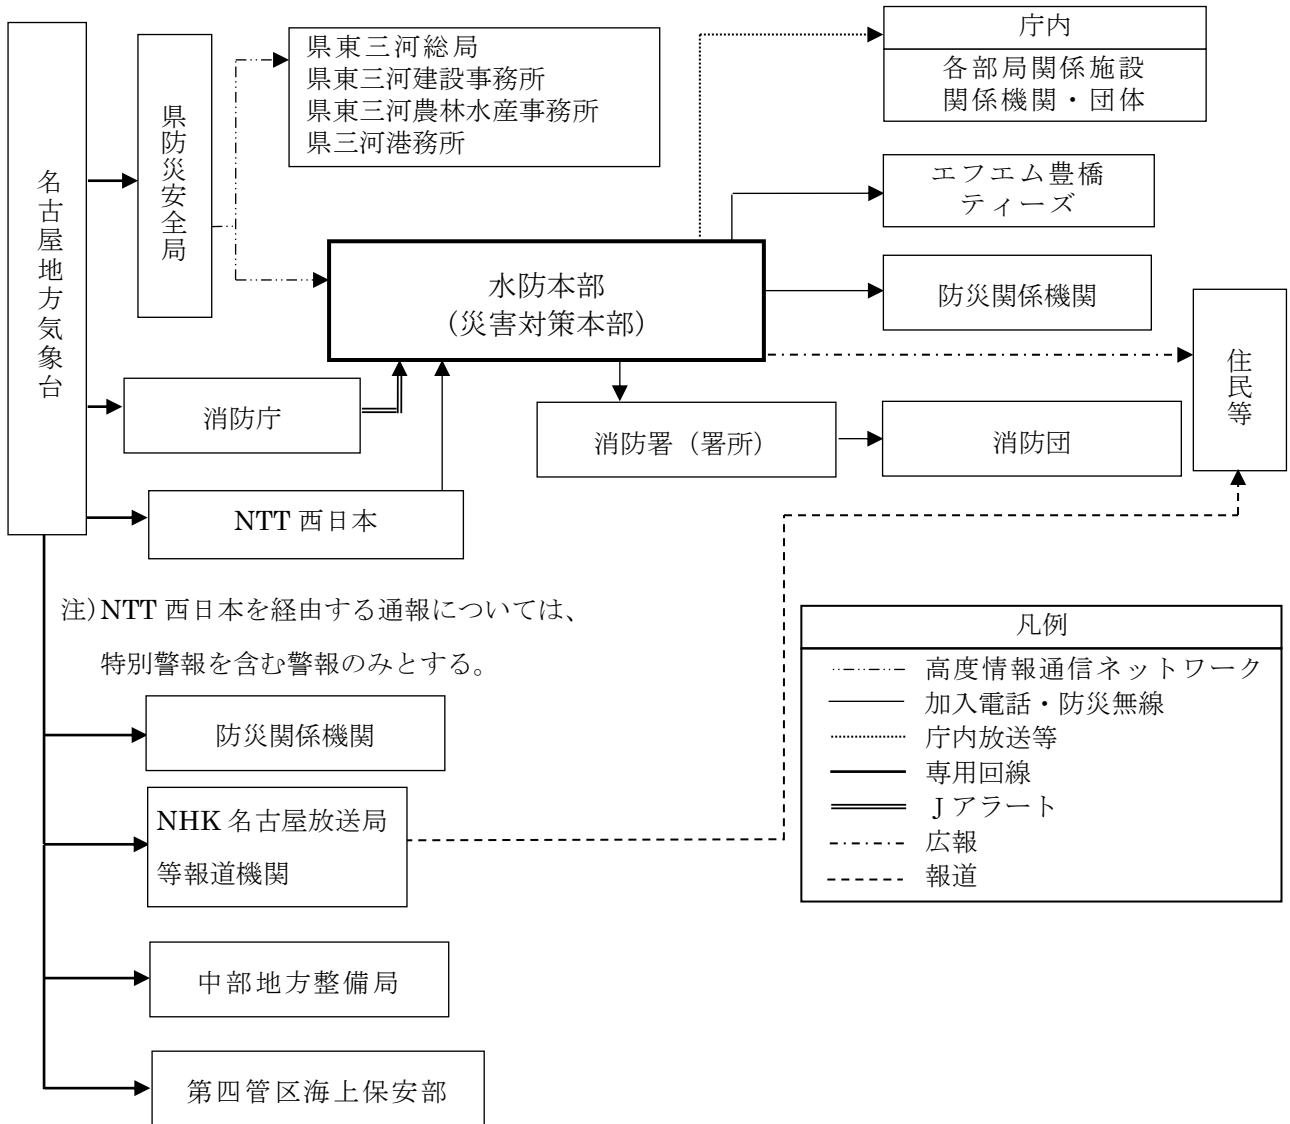 名古屋地方気象台
県防災安全局
県東三河総局
県東三河建設事務所
県東三河農林水産事務所
県三河港務所
庁内
各部局関係施設
関係機関・団体
エフエム豊橋
ティーズ
水防本部
（災害対策本部）
防災関係機関
住民等
消防庁
消防署（署所）
消防団
NTT 西日本
注）NTT 西日本を経由する通報については、
特別警報を含む警報のみとする。
防災関係機関
NHK 名古屋放送局
等報道機関
中部地方整備局
第四管区海上保安部
凡例
高度情報通信ネットワーク
加入電話・防災無線
庁内放送等
専用回線
Ｊアラート
広報
報道